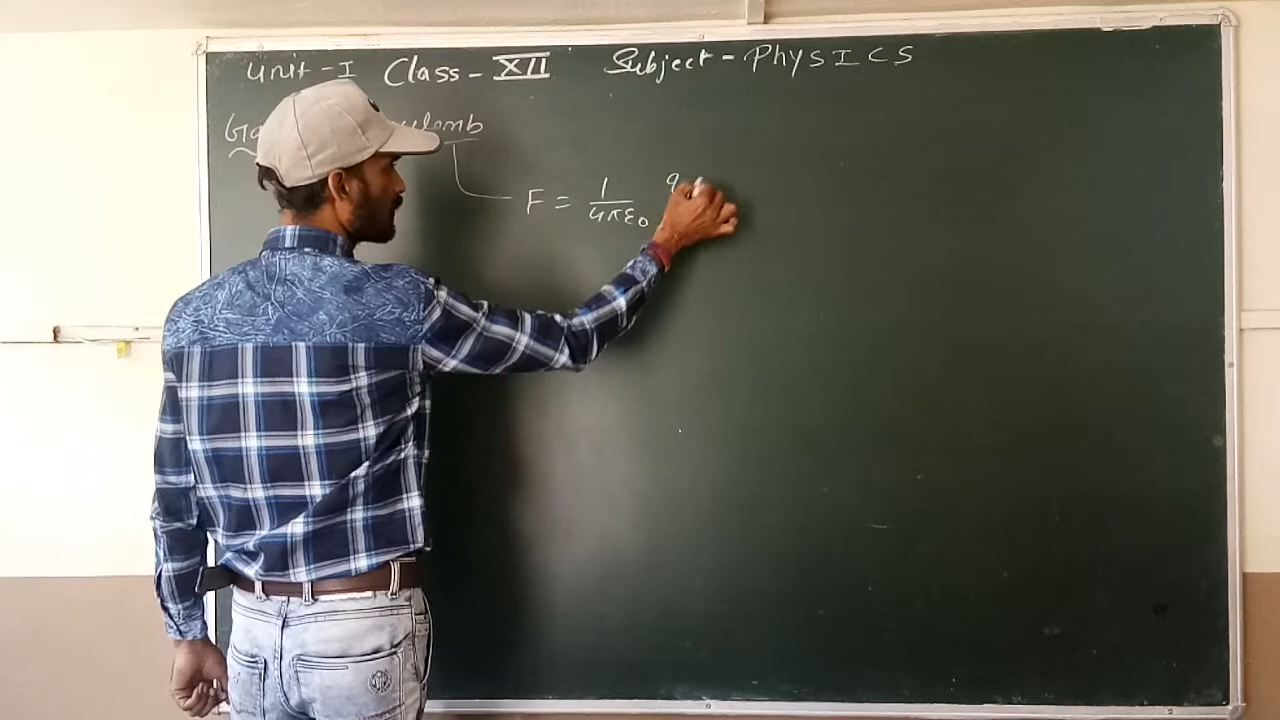 Unit - I Class - XII Subject - PHYSICS
F = 1/4πε₀ q